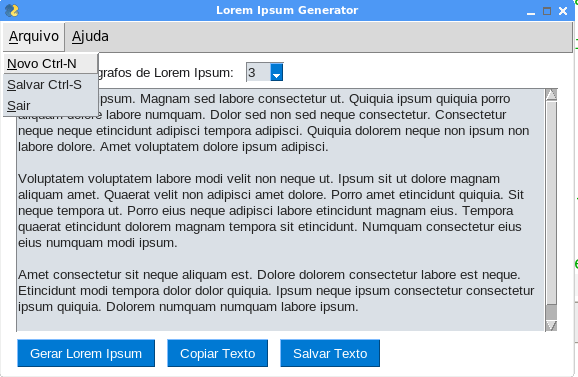 Lorem Ipsum Generator
Arquivo Ajuda
Novo Ctrl-N
Salvar Ctrl-S
Sair
grafos de Lorem Ipsum: 3
psum. Magnam sed labore consectetur ut. Quiquia ipsum quiquia porro
aliquam dolore labore numquam. Dolor sed non sed neque consectetur. Consectetur
neque neque etincidunt adipisci tempora adipisci. Quiquia dolorem neque non ipsum non
labore dolore. Amet voluptatem dolore ipsum adipisci.
Voluptatem voluptatem labore modi velit non neque ut. Ipsum sit ut dolore magnam
aliquam amet. Quaerat velit non adipisci amet dolore. Porro amet etincidunt quiquia. Sit
neque tempora ut. Porro eius neque adipisci labore etincidunt magnam eius. Tempora
quaerat etincidunt dolorem magnam tempora sit etincidunt. Numquam consectetur eius
eius numquam modi ipsum.
Amet consectetur sit neque aliquam est. Dolore dolorem consectetur labore est neque.
Etincidunt modi tempora dolor dolor quiquia. Ipsum neque ipsum consectetur consectetur
ipsum quiquia. Dolorem numquam numquam labore ipsum.
Gerar Lorem Ipsum Copiar Texto Salvar Texto